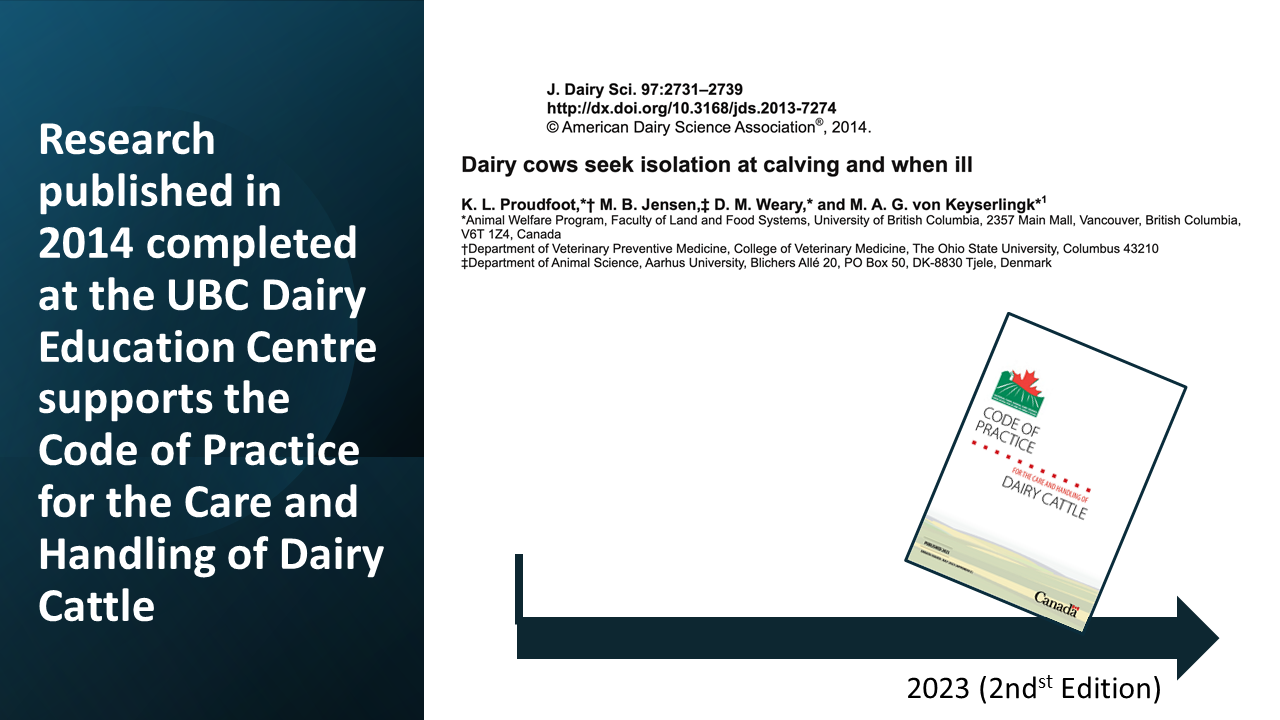 Research
published in
2014 completed
at the UBC Dairy
Education Centre
supports the
Code of Practice
for the Care and
Handling of Dairy
Cattle
J. Dairy Sci. 97:2731–2739
http://dx.doi.org/10.3168/jds.2013-7274
© American Dairy Science Association®, 2014.
Dairy cows seek isolation at calving and when ill
K. L. Proudfoot,*† M. B. Jensen,‡ D. M. Weary,* and M. A. G. von Keyserlingk*1
*Animal Welfare Program, Faculty of Land and Food Systems, University of British Columbia, 2357 Main Mall, Vancouver, British Columbia,
V6T 1Z4, Canada
†Department of Veterinary Preventive Medicine, College of Veterinary Medicine, The Ohio State University, Columbus 43210
‡Department of Animal Science, Aarhus University, Blichers Allé 20, PO Box 50, DK-8830 Tjele, Denmark
CODE OF
PRACTICE
FOR THE CARE AND HANDLING OF
DAIRY CATTLE
Canada
2023 (2ndst Edition)